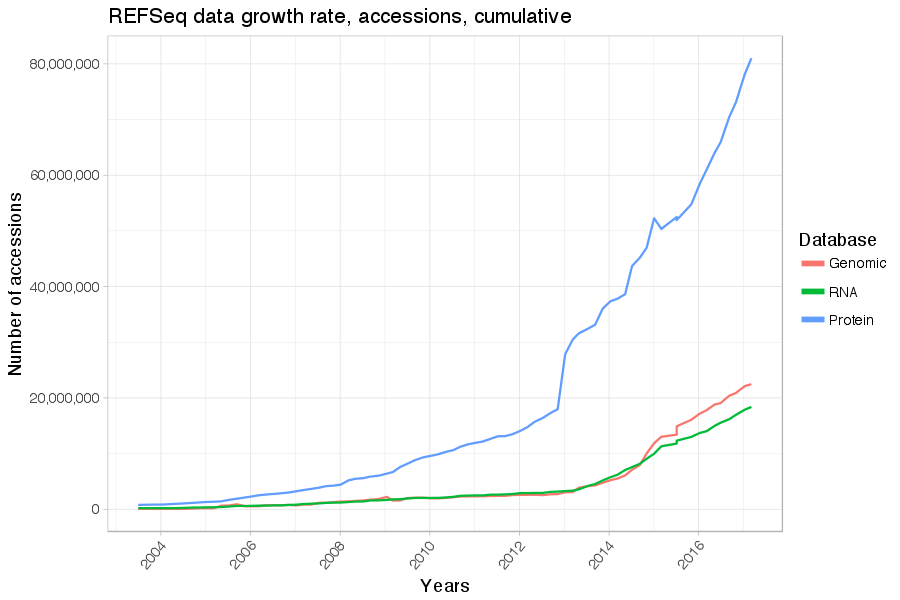 REFSeq data growth rate, accessions, cumulative
Number of accessions
80,000,000
60,000,000
40,000,000
20,000,000
0
2004
2006
2008
2010
2012
2014
2016
Years
Database
Genomic
RNA
Protein